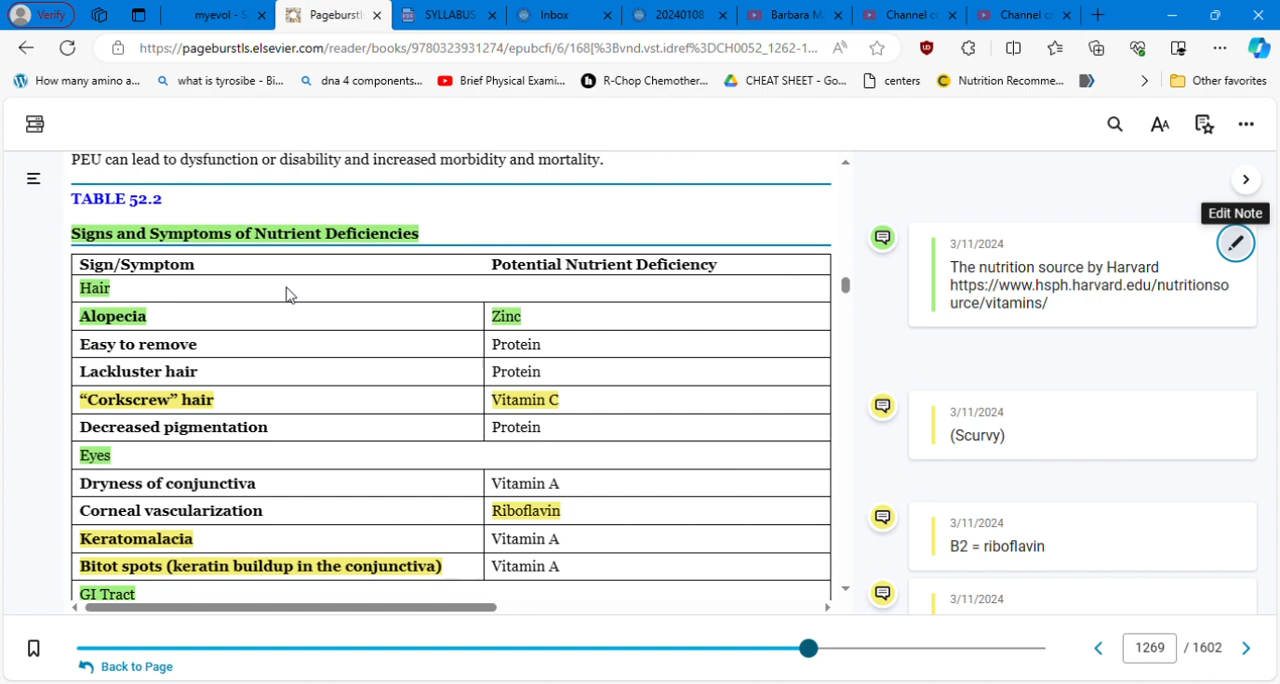 Verify
myevol - S
Pageburstl
SYLLABUS
Inbox
20240108
Barbara M
Channel c
Channel c
https://pageburstls.elsevier.com/reader/books/9780323931274/epubcfi/6/168[%3Bvnd.vst.idref%3DCH0052_1262-1...
How many amino a...
what is tyrosibe - Bi...
dna 4 components...
Brief Physical Exami...
R-Chop Chemother...
CHEAT SHEET - Go...
centers
Nutrition Recomme...
Other favorites
PEU can lead to dysfunction or disability and increased morbidity and mortality.
TABLE 52.2
Signs and Symptoms of Nutrient Deficiencies
Sign/Symptom Potential Nutrient Deficiency
Hair
Alopecia Zinc
Easy to remove Protein
Lackluster hair Protein
“Corkscrew” hair Vitamin C
Decreased pigmentation Protein
Eyes
Dryness of conjunctiva Vitamin A
Corneal vascularization Riboflavin
Keratomalacia Vitamin A
Bitot spots (keratin buildup in the conjunctiva) Vitamin A
GI Tract
Edit Note
3/11/2024
The nutrition source by Harvard
https://www.hsph.harvard.edu/nutritionso
urce/vitamins/
3/11/2024
(Scurvy)
3/11/2024
B2 = riboflavin
3/11/2024
Back to Page
1269 / 1602